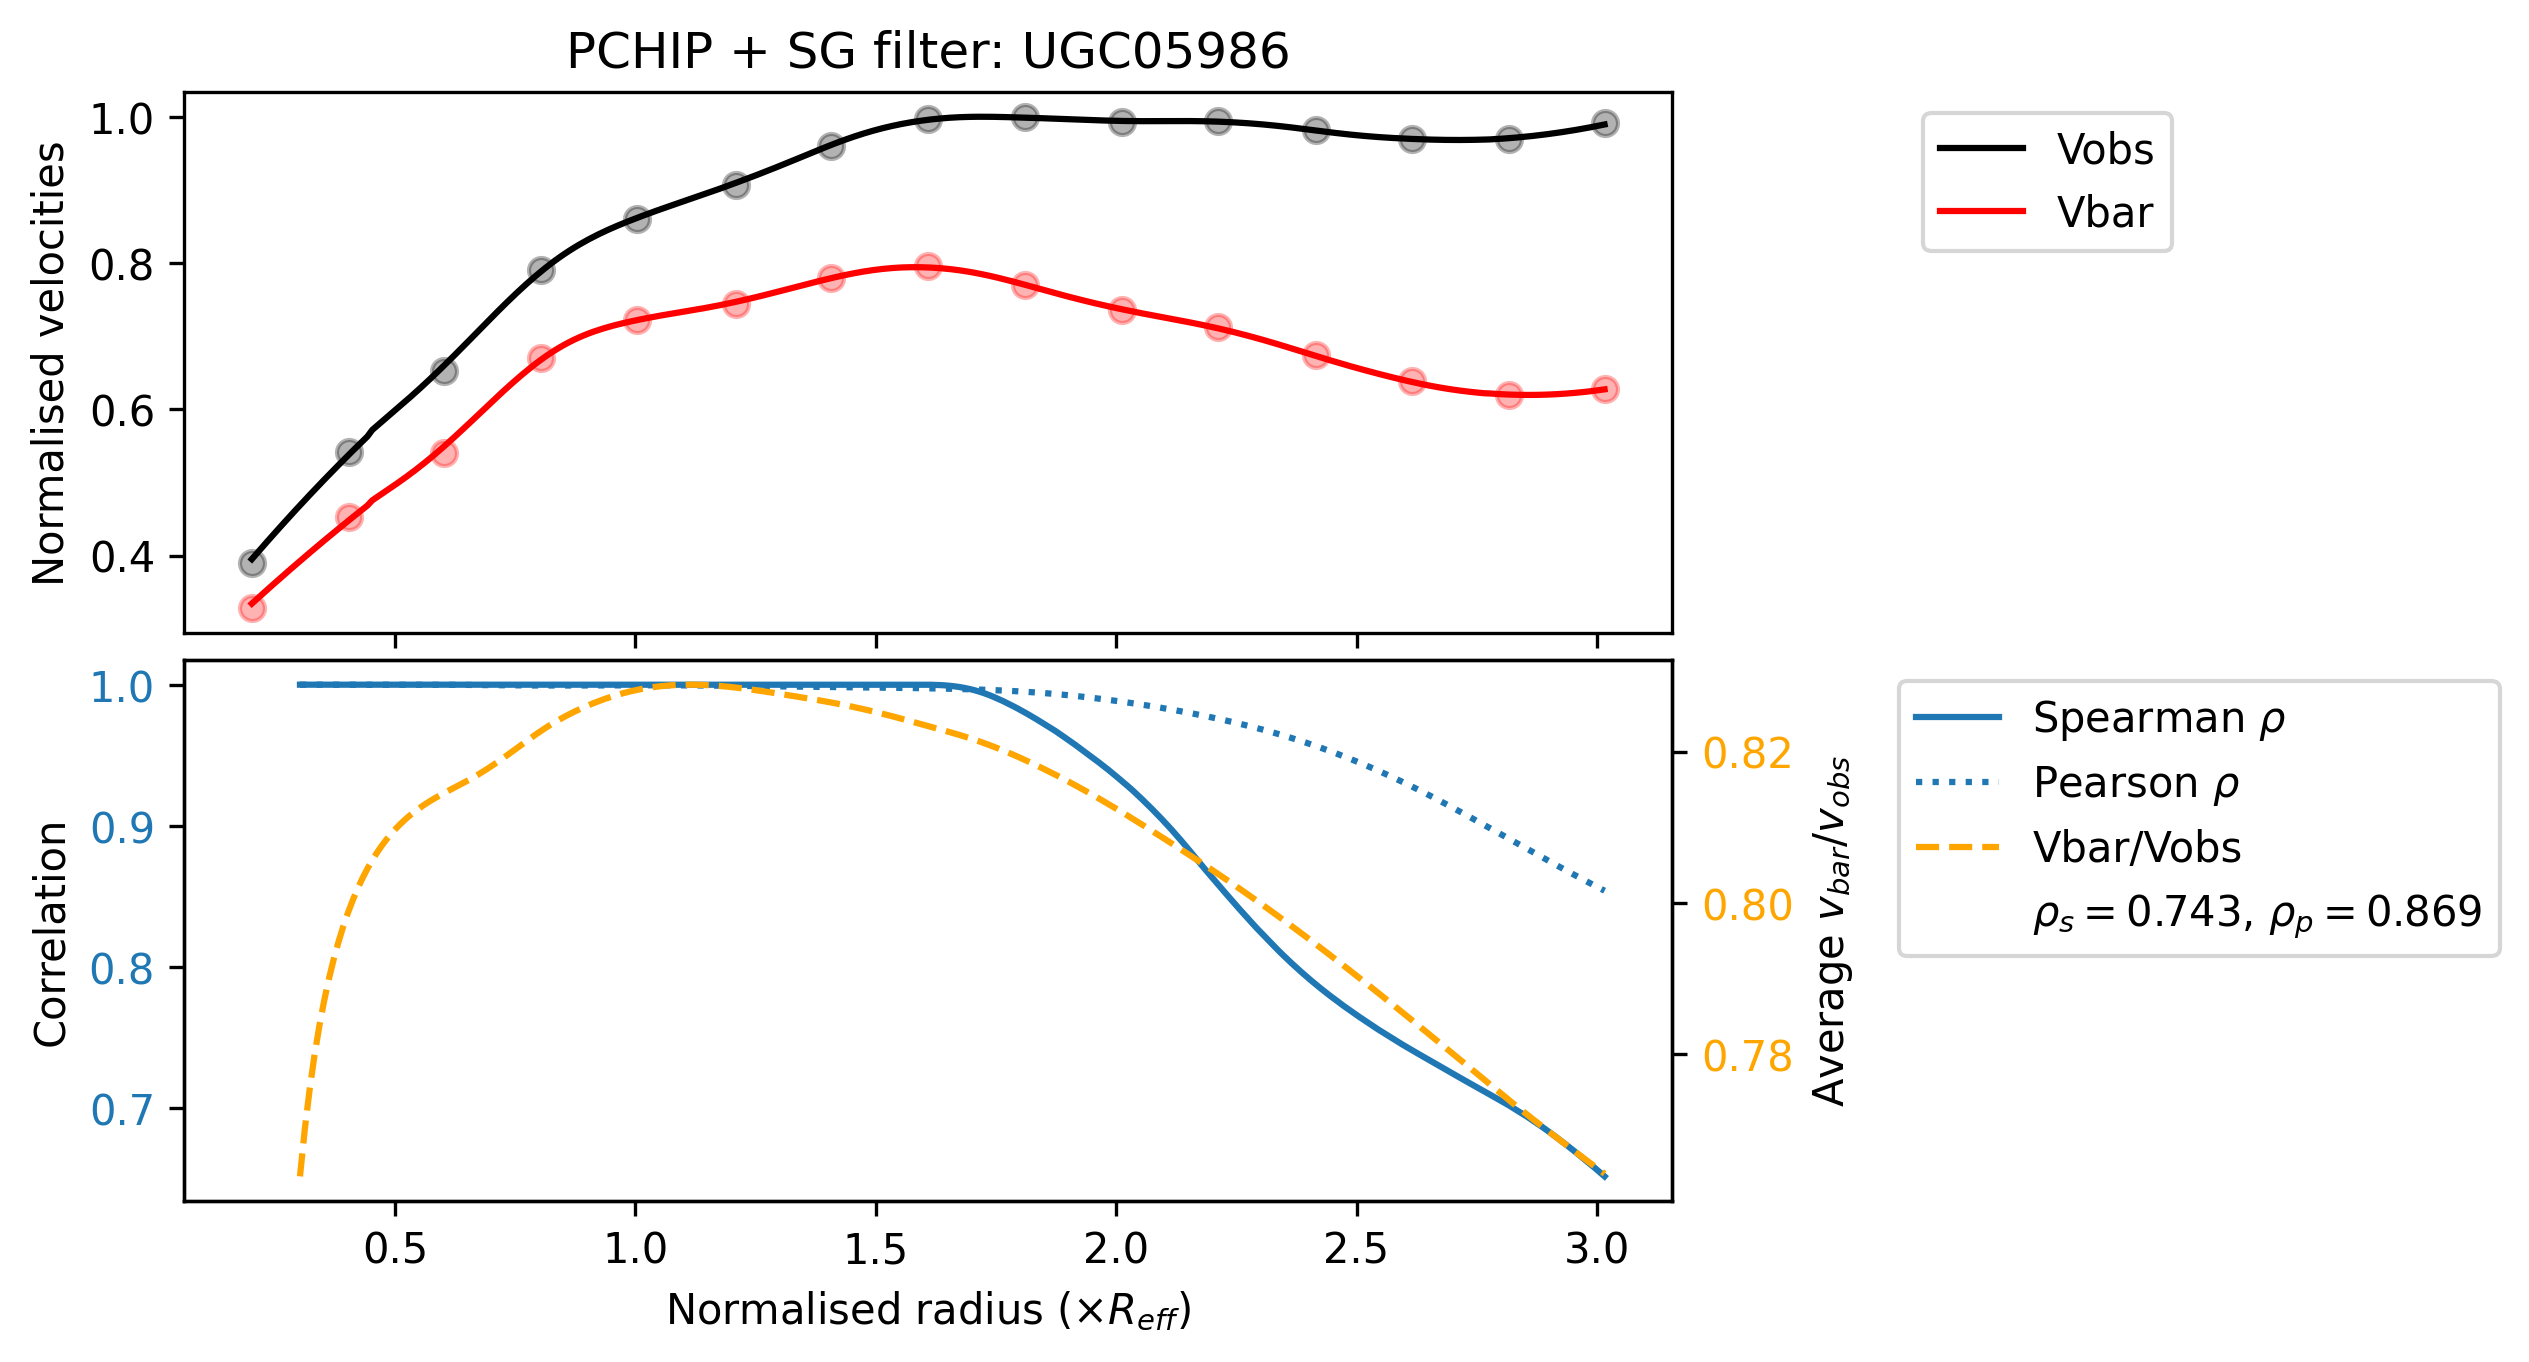 PCHIP + SG filter: UGC05986
Normalised velocities
1.0
0.8
0.6
0.4
Vobs
Vbar
Correlation
1.0
0.9
0.8
0.7
0.82
0.80
0.78
Average v_bar/v_obs
Spearman ρ
Pearson ρ
Vbar/Vobs
ρ_s = 0.743, ρ_p = 0.869
0.5 1.0 1.5 2.0 2.5 3.0
Normalised radius (×R_eff)